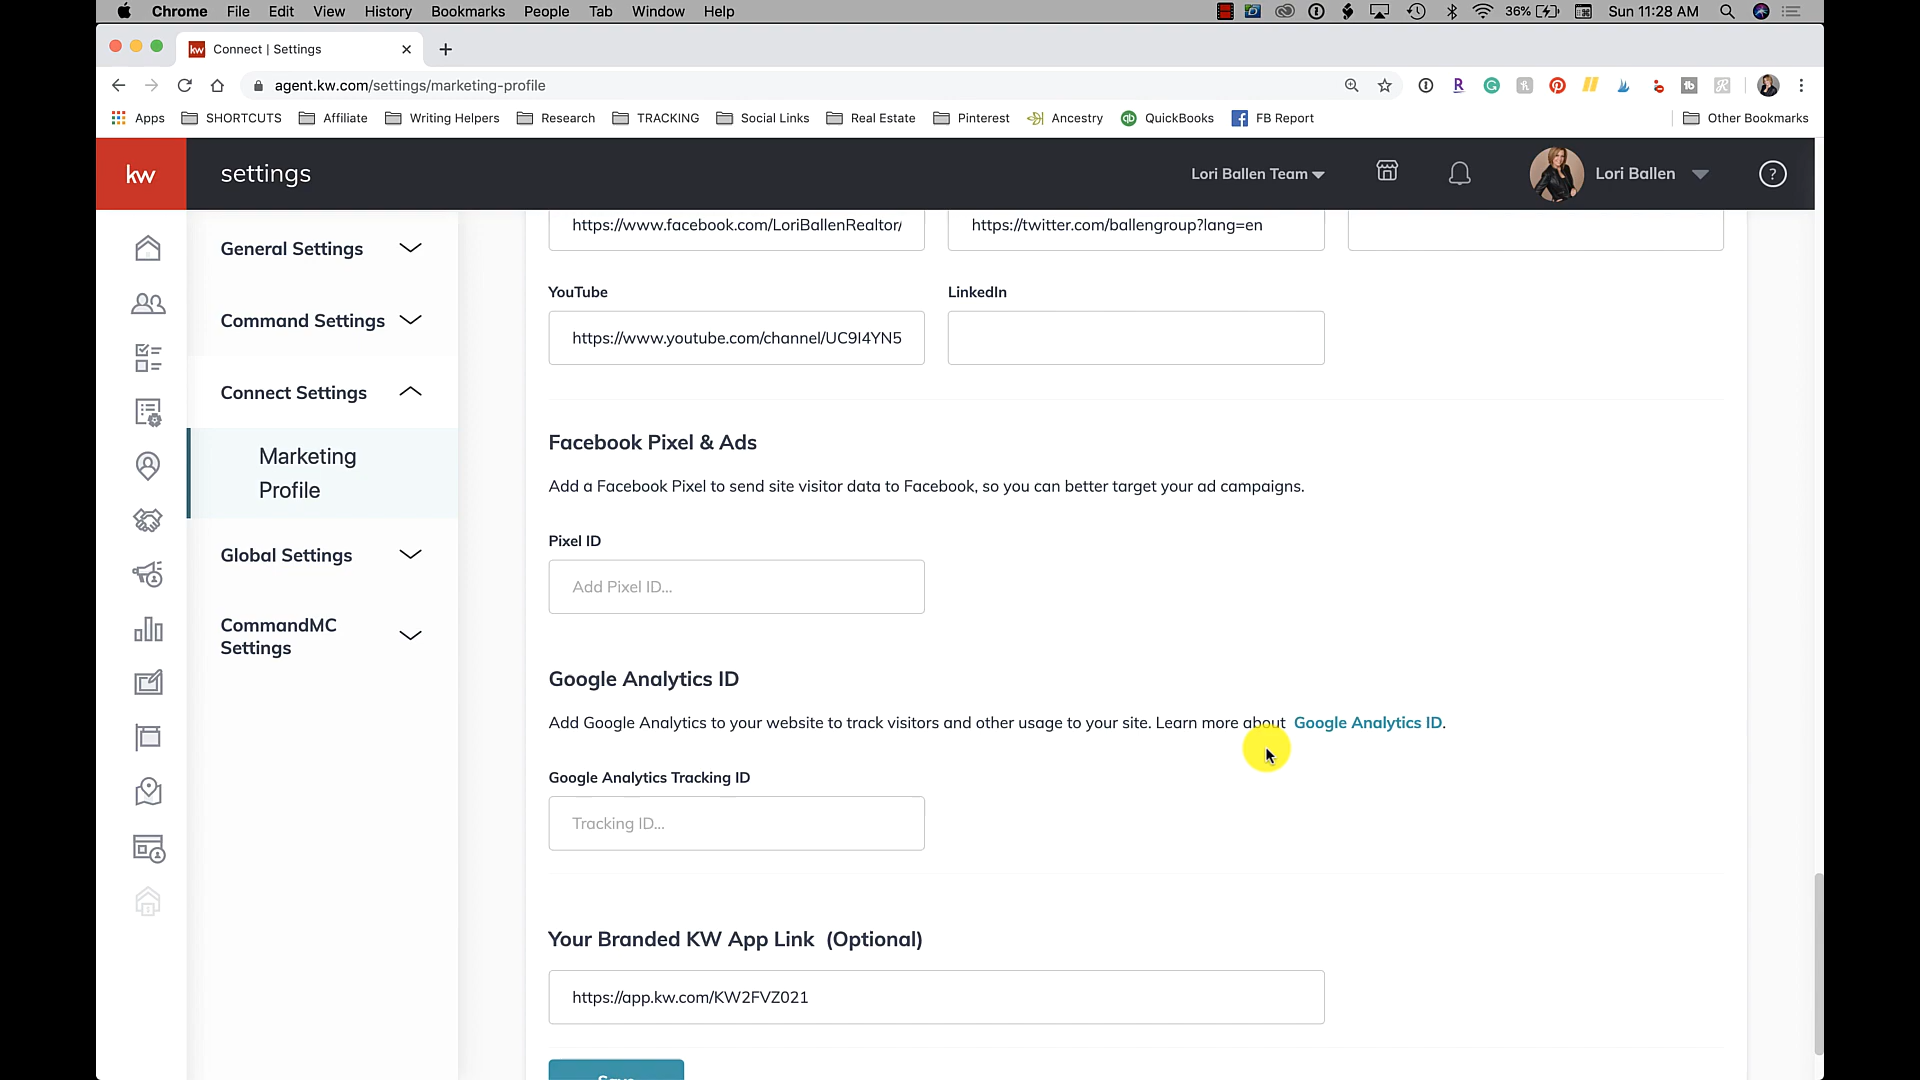 Chrome File Edit View History Bookmarks People Tab Window Help 36% Sun 11:28 AM
kw Connect | Settings
agent.kw.com/settings/marketing-profile
Apps SHORTCUTS Affiliate Writing Helpers Research TRACKING Social Links Real Estate Pinterest Ancestry QuickBooks FB Report Other Bookmarks
kw settings Lori Ballen Team Lori Ballen ?
General Settings
Command Settings
Connect Settings
Marketing
Profile
Global Settings
CommandMC
Settings
https://www.facebook.com/LoriBallenRealtor/ https://twitter.com/ballengroup?lang=en
YouTube LinkedIn
https://www.youtube.com/channel/UC9I4YN5
Facebook Pixel & Ads
Add a Facebook Pixel to send site visitor data to Facebook, so you can better target your ad campaigns.
Pixel ID
Add Pixel ID...
Google Analytics ID
Add Google Analytics to your website to track visitors and other usage to your site. Learn more about Google Analytics ID.
Google Analytics Tracking ID
Tracking ID...
Your Branded KW App Link (Optional)
https://app.kw.com/KW2FVZ021
Save